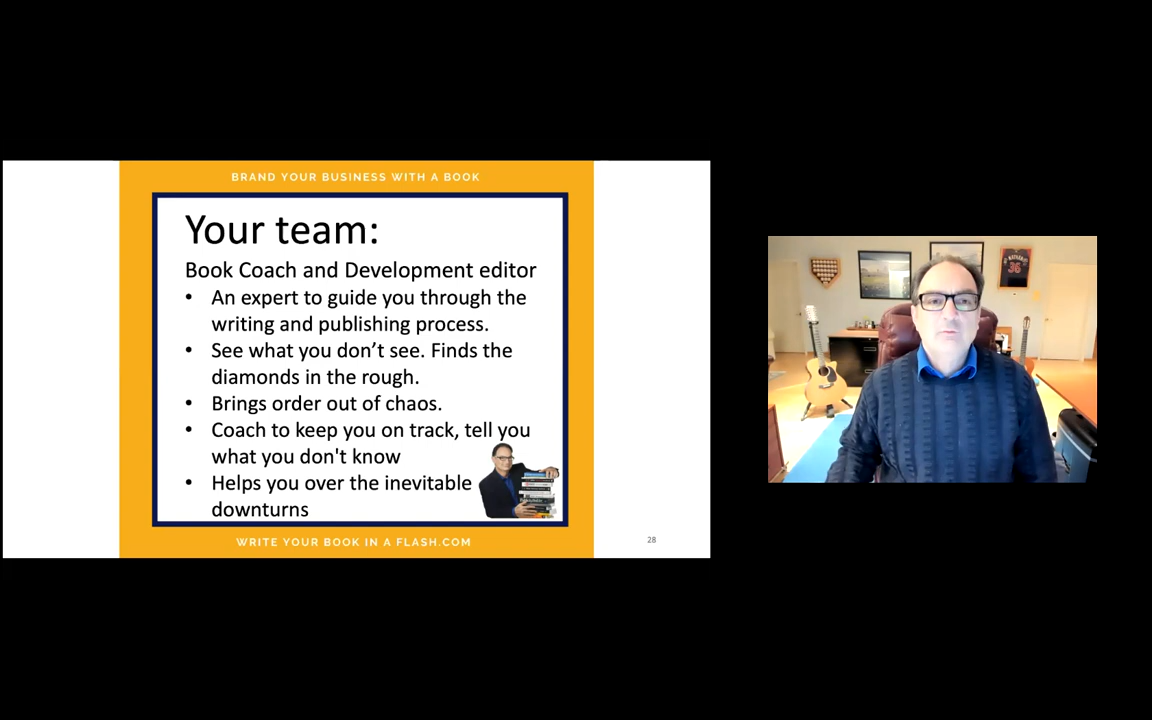 BRAND YOUR BUSINESS WITH A BOOK
Your team:
Book Coach and Development editor
• An expert to guide you through the
writing and publishing process.
• See what you don’t see. Finds the
diamonds in the rough.
• Brings order out of chaos.
• Coach to keep you on track, tell you
what you don't know
• Helps you over the inevitable
downturns
WRITE YOUR BOOK IN A FLASH.COM
28
36